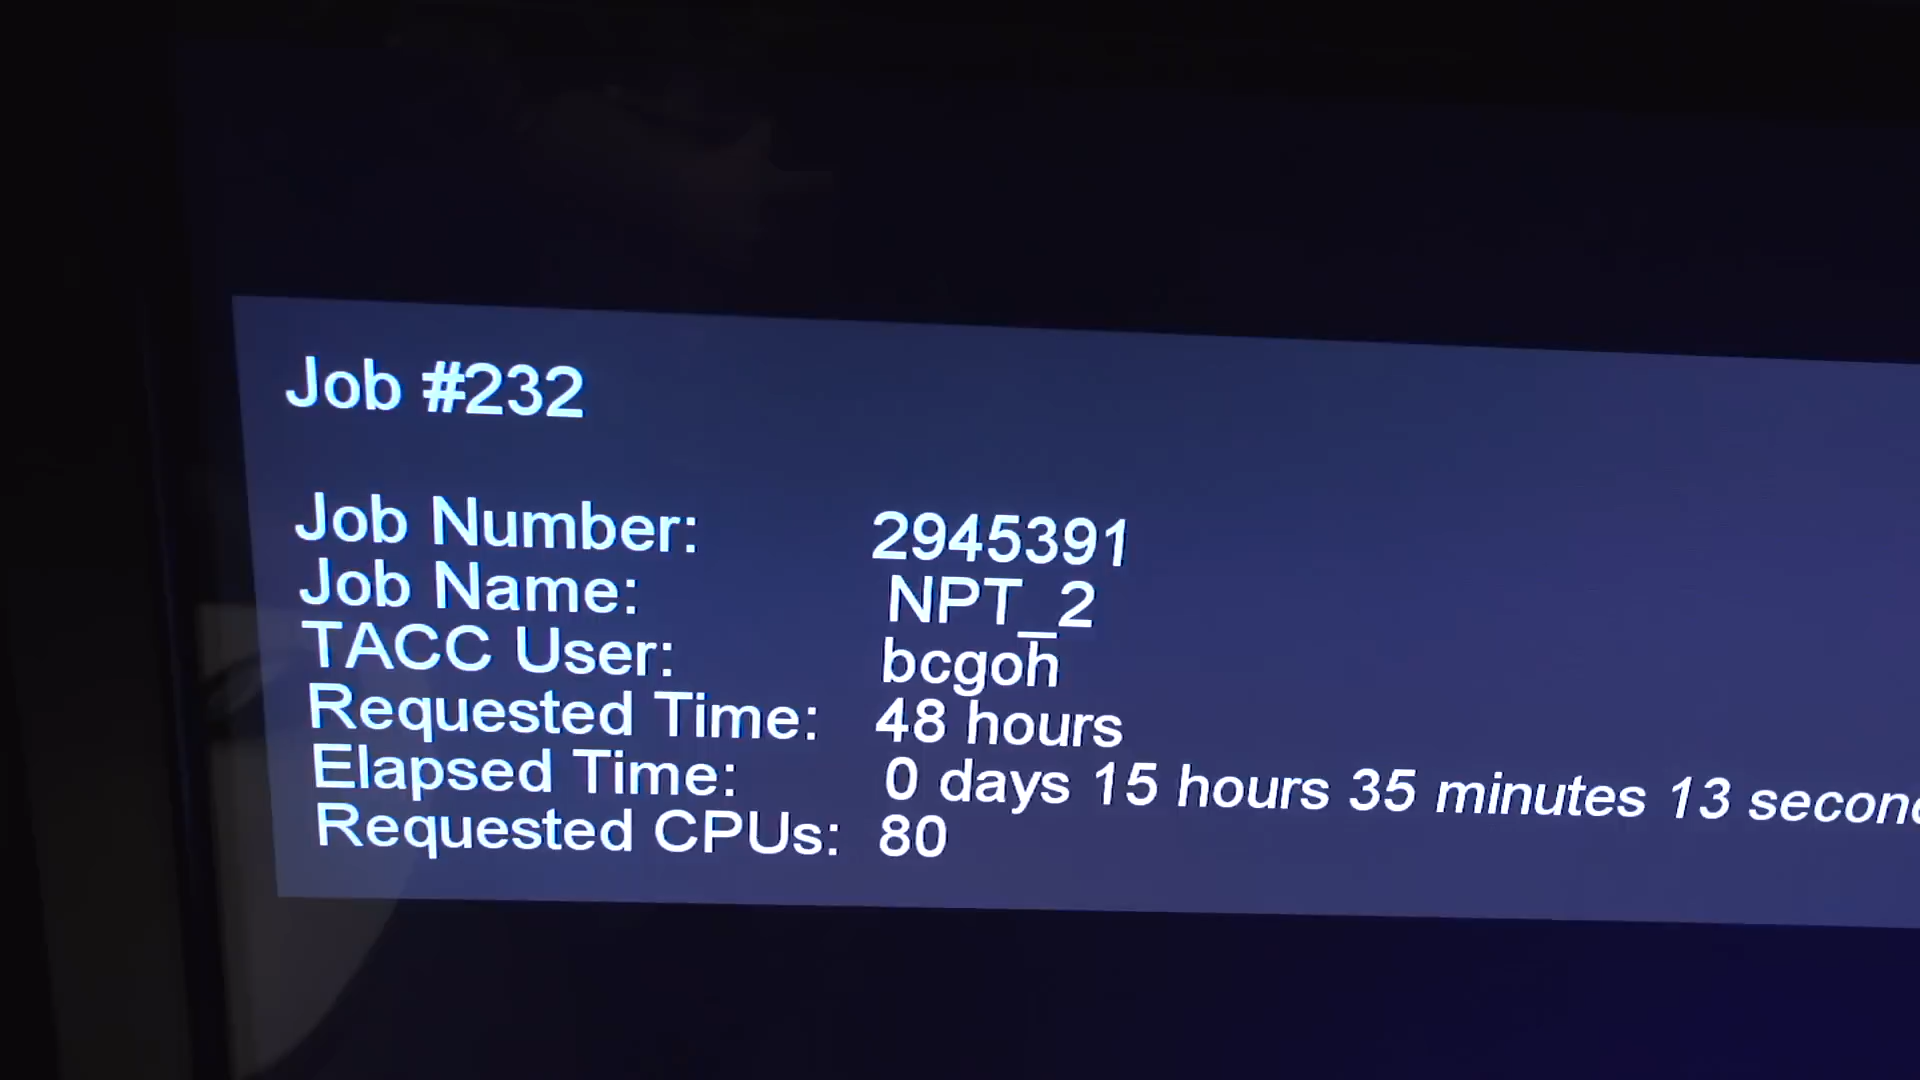 Job #232
Job Number: 2945391
Job Name: NPT_2
TACC User: bcgoh
Requested Time: 48 hours
Elapsed Time: 0 days 15 hours 35 minutes 13
Requested CPUs: 80